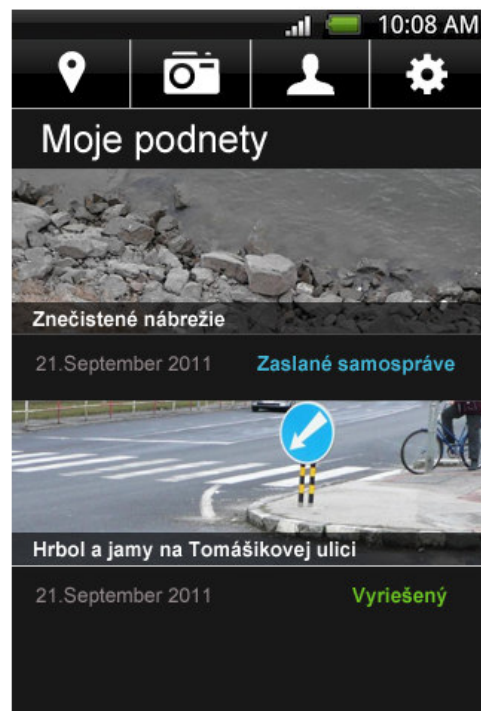 10:08 AM
Moje podnety
Znečistené nábrežie
21.September 2011 Zaslané samospráve
Hrbol a jamy na Tomášikovej ulici
21.September 2011 Vyriešený